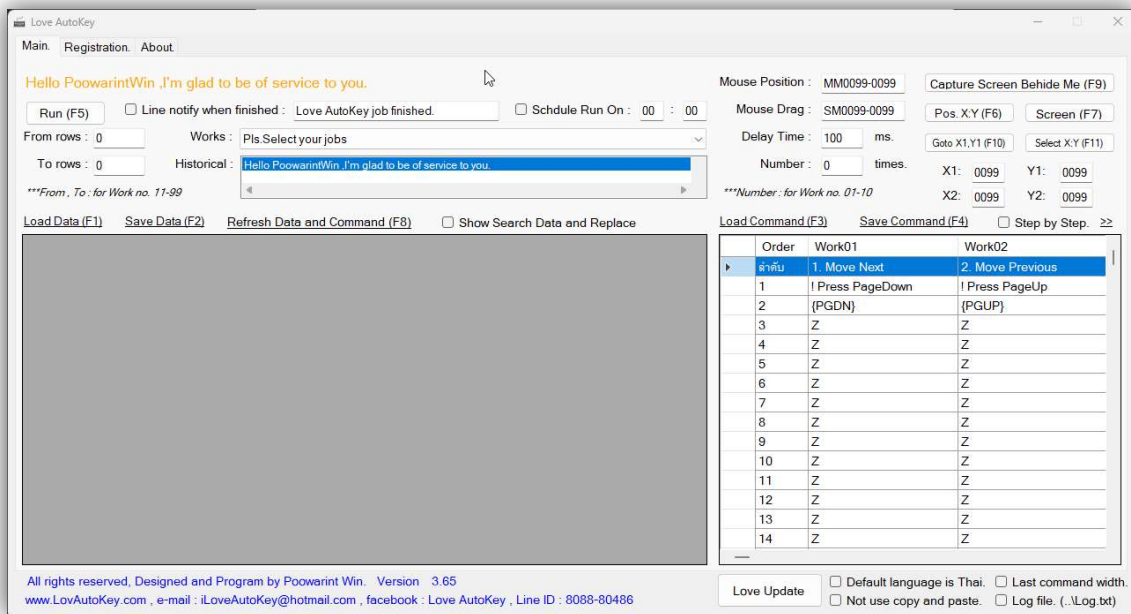 Love AutoKey
Main. Registration. About.
Hello PoowarintWin ,I'm glad to be of service to you.
Run (F5) Line notify when finished : Love AutoKey job finished. Schdule Run On : 00 : 00
From rows : 0 Works : Pls.Select your jobs
To rows : 0 Historical : Hello PoowarintWin ,I'm glad to be of service to you.
***From , To : for Work no. 11-99
Mouse Position : MM0099-0099 Capture Screen Behide Me (F9)
Mouse Drag : SM0099-0099 Pos. X:Y (F6) Screen (F7)
Delay Time : 100 ms. Goto X1,Y1 (F10) Select X:Y (F11)
Number : 0 times. X1: 0099 Y1: 0099
***Number : for Work no. 01-10 X2: 0099 Y2: 0099
Load Data (F1) Save Data (F2) Refresh Data and Command (F8) Show Search Data and Replace
Load Command (F3) Save Command (F4) Step by Step. >>
Order Work01 Work02
ลำดับ 1. Move Next 2. Move Previous
1 ! Press PageDown ! Press PageUp
2 {PGDN} {PGUP}
3 Z Z
4 Z Z
5 Z Z
6 Z Z
7 Z Z
8 Z Z
9 Z Z
10 Z Z
11 Z Z
12 Z Z
13 Z Z
14 Z Z
All rights reserved, Designed and Program by Poowarint Win. Version 3.65
www.LovAutoKey.com , e-mail : iLoveAutoKey@hotmail.com , facebook : Love AutoKey , Line ID : 8088-80486
Love Update Default language is Thai. Last command width.
Not use copy and paste. Log file. (..\Log.txt)